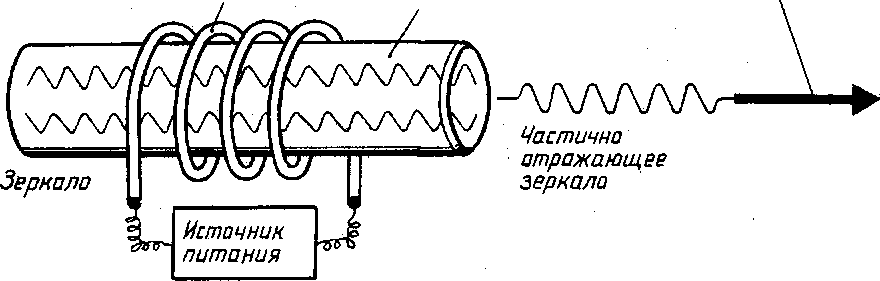 Зеркало
Источник
питания
Частично
отражающее
зеркало